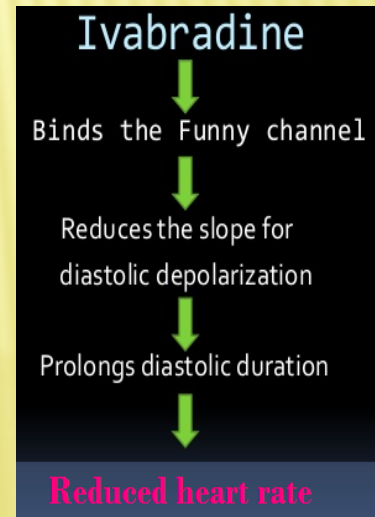 Ivabradine
Binds the Funny channel
Reduces the slope for
diastolic depolarization
Prolongs diastolic duration
Reduced heart rate